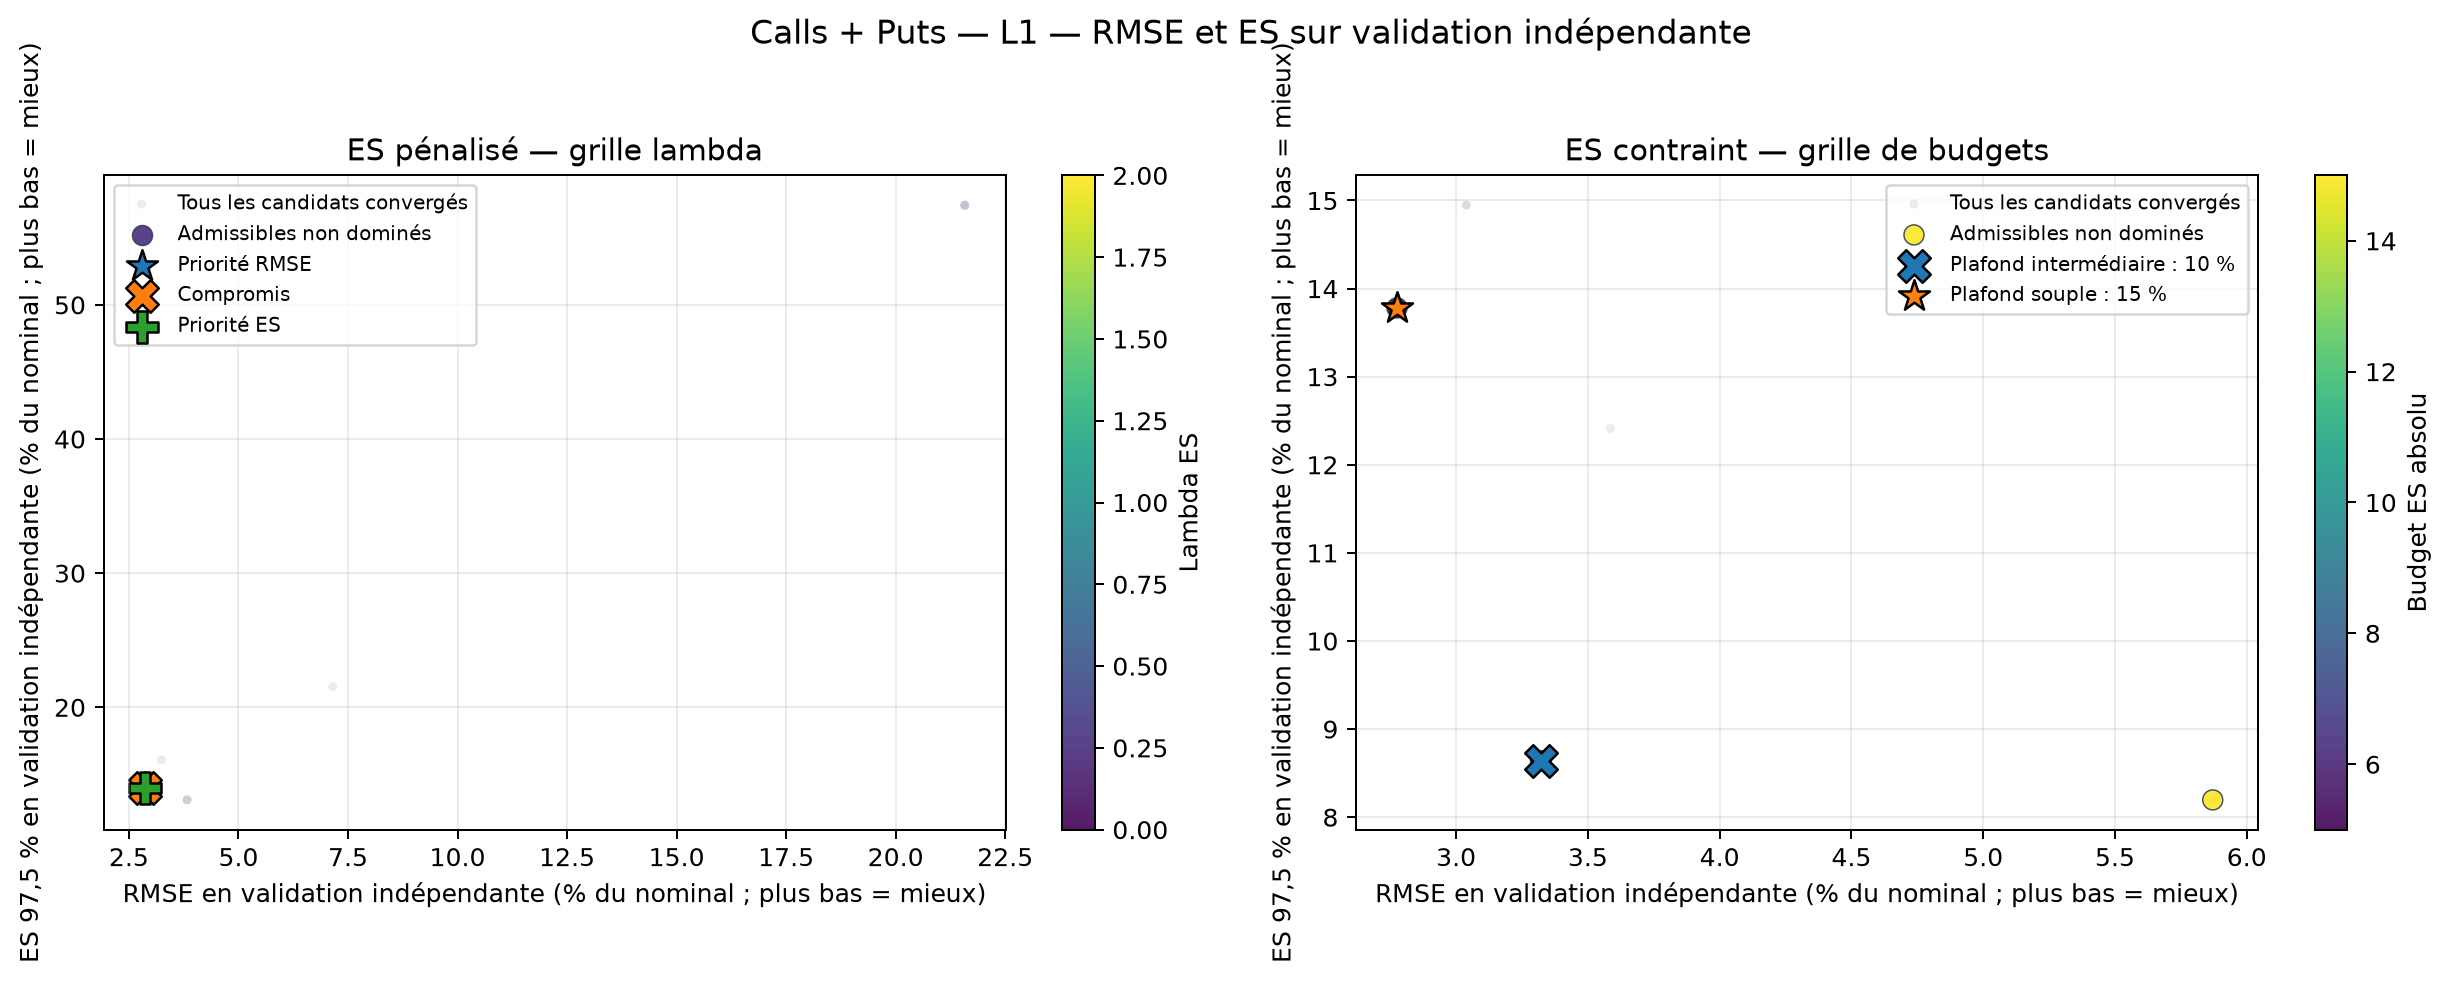 Calls + Puts — L1 — RMSE et ES sur validation indépendante
ES pénalisé — grille lambda
ES 97,5 % en validation indépendante (% du nominal ; plus bas = mieux)
50
40
30
20
Tous les candidats convergés
Admissibles non dominés
Priorité RMSE
Compromis
Priorité ES
2.5 5.0 7.5 10.0 12.5 15.0 17.5 20.0 22.5
RMSE en validation indépendante (% du nominal ; plus bas = mieux)
2.00
1.75
1.50
1.25
1.00
0.75
0.50
0.25
0.00
Lambda ES
ES contraint — grille de budgets
ES 97,5 % en validation indépendante (% du nominal ; plus bas = mieux)
15
14
13
12
11
10
9
8
Tous les candidats convergés
Admissibles non dominés
Plafond intermédiaire : 10 %
Plafond souple : 15 %
3.0 3.5 4.0 4.5 5.0 5.5 6.0
RMSE en validation indépendante (% du nominal ; plus bas = mieux)
14
12
10
8
6
Budget ES absolu